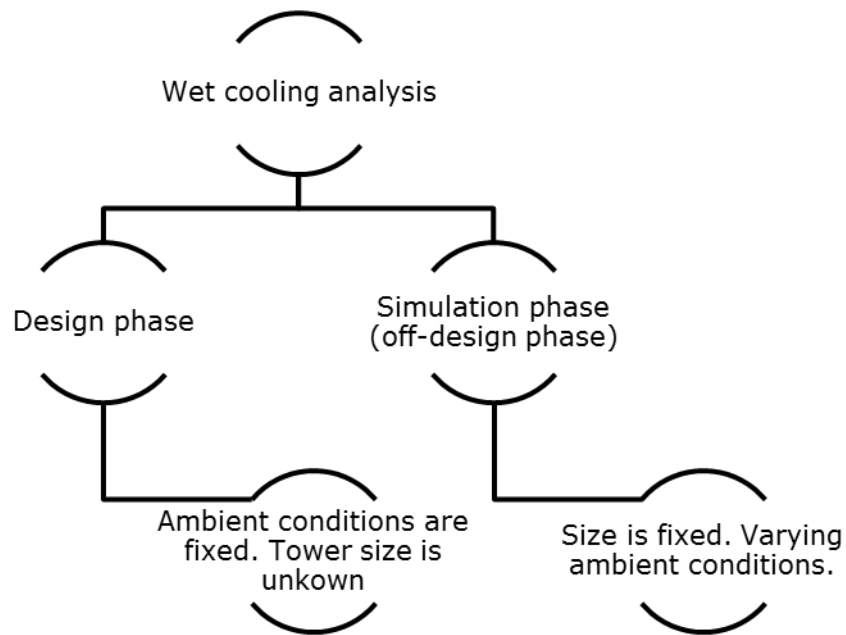 Wet cooling analysis
Design phase
Simulation phase
(off-design phase)
Ambient conditions are
fixed. Tower size is
unkown
Size is fixed. Varying
ambient conditions.